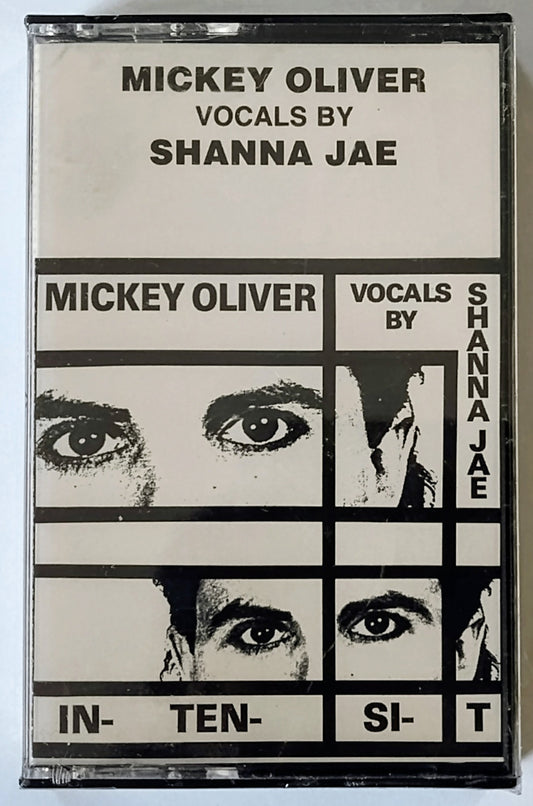 MICKEY OLIVER
VOCALS BY
SHANNA JAE
MICKEY OLIVER
VOCALS
BY
SHANNA JAE
IN- TEN- SI- T